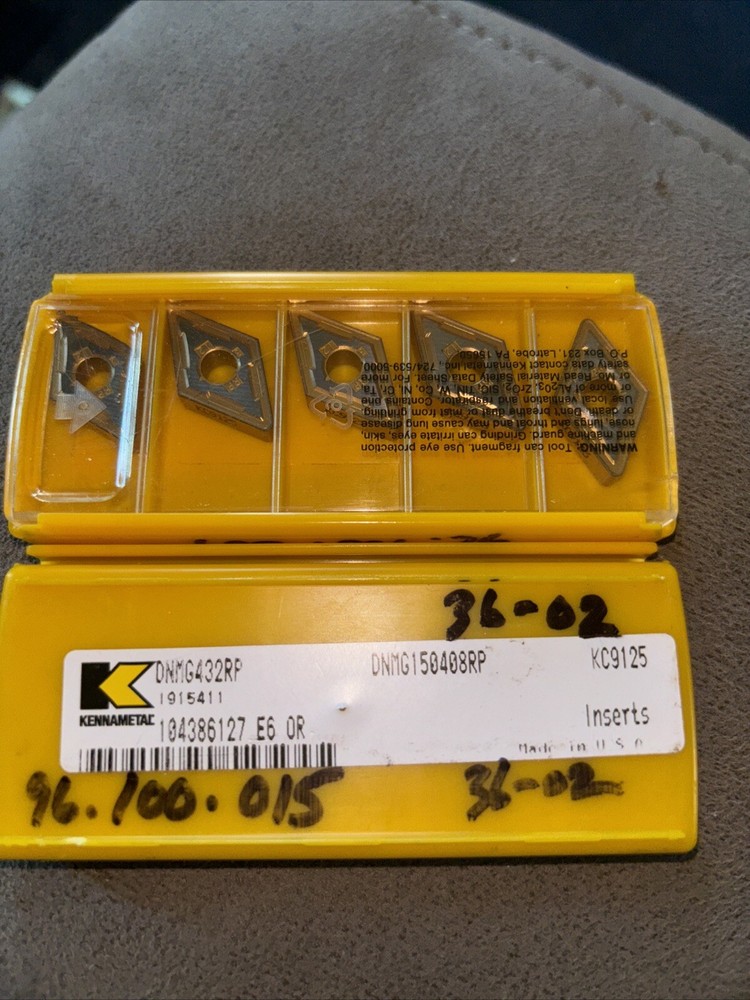 WARNING: Tool can fragment. Use eye protection
and machine guard. Grinding can irritate eyes, skin,
nose, lungs and throat and may cause lung disease
or death. Don't breathe dust or mist from grinding.
Use local ventilation and respirator. Contains one
or more of AL203, Zr02, SiC, TiN, W, Co, N, Ni, Cr, Ta,
or Mo. Read Material Safety Data Sheet. For more
safety data contact Kennametal Inc., 724/539-5000
P.O Box 231, Latrobe, PA 15650
36-02
KENNAMETAL
DNMG432RP
DNMG150408RP
KC9125
1915411
104386127 E6 OR
Inserts
Made in U S A
96.100.015
36-02